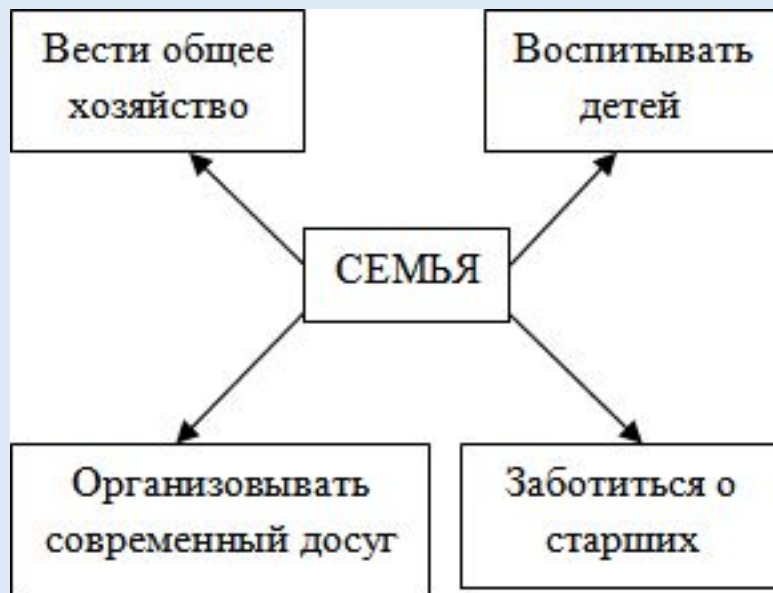 Вести общее
хозяйство
Воспитывать
детей
СЕМЬЯ
Организовывать
современный досуг
Заботиться о
старших